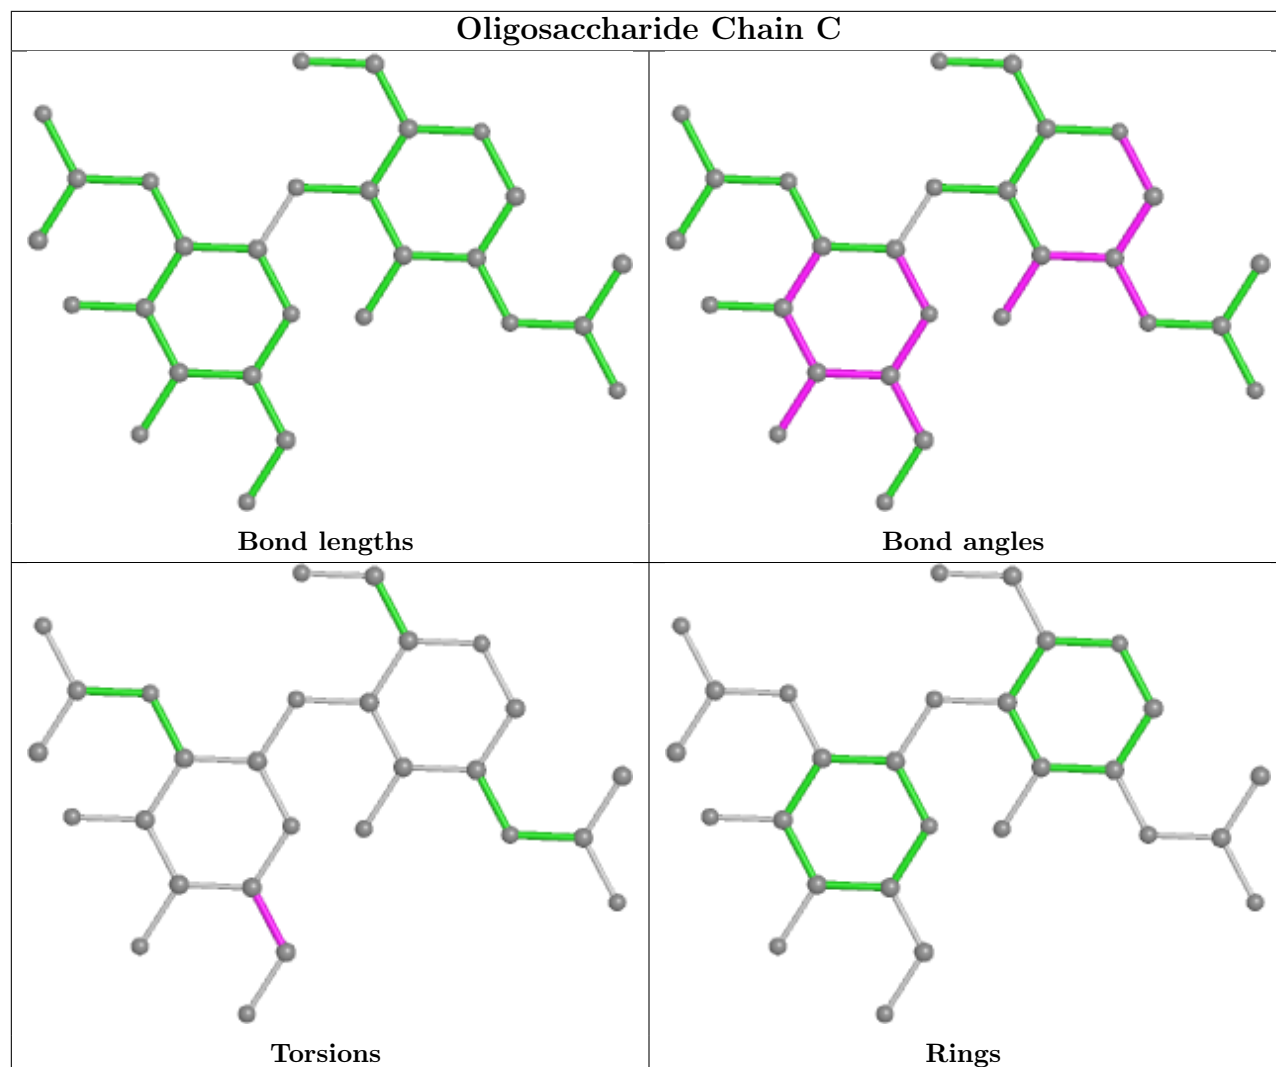 Oligosaccharide Chain C
Bond lengths
Bond angles
Torsions
Rings